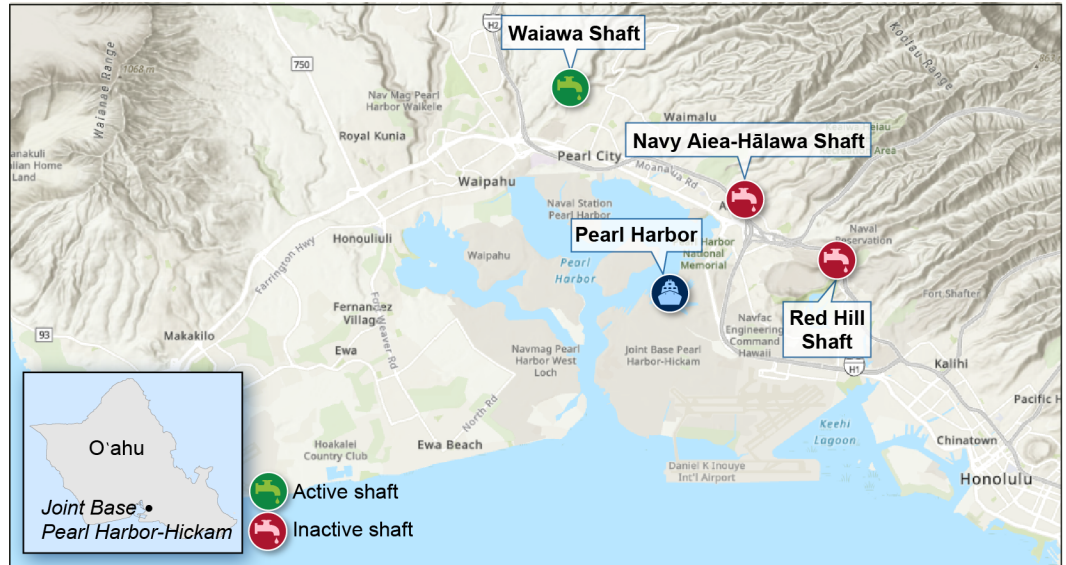 H2
Waiawa Shaft
Koolau Range
Waianae Range
1068 m
750
Nav Mag Pearl
Harbor Waikele
Waimalu
Royal Kunia
Navy Aiea-Hālawa Shaft
Area
Pearl City
Moanalua Rd
Waipahu
Home
Land
Naval Station
Pearl Harbor
Pearl Harbor
Harbor
National
Memorial
Naval
Reservation
Honouliuli
Waipahu
Pearl
Harbor
Farrington Hwy
Fort Weaver Rd
Fernandez
Village
Fort Shafter
Red Hill
Shaft
Navfac
Engineering
Command
Hawaii
93
Makakilo
Ewa
Navmag Pearl
Harbor West
Loch
Joint Base Pearl
Harbor-Hickam
H1
Kalihi
North Rd
Pacific
Oʻahu
Keehi
Lagoon
Hoakalei
Country Club
Ewa Beach
Chinatown
Daniel K Inouye
Int'l Airport
Honolulu
Joint Base
Pearl Harbor-Hickam
Active shaft
Inactive shaft